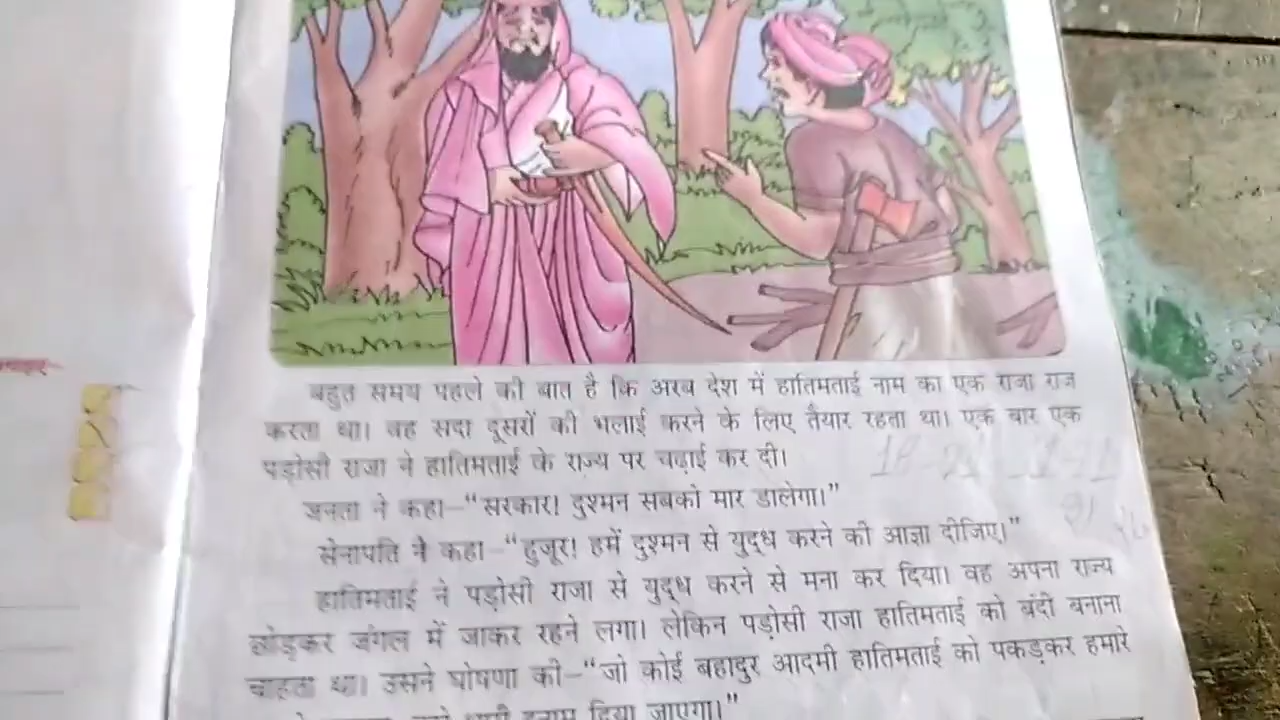 बहुत समय पहले की बात है कि अरब देश में हातिमताई नाम का एक राजा राज
करता था। वह सदा दूसरों की भलाई करने के लिए तैयार रहता था। एक बार एक
पड़ोसी राजा ने हातिमताई के राज्य पर चढ़ाई कर दी।
जनता ने कहा–“सरकार! दुश्मन सबको मार डालेगा।”
सेनापति ने कहा–“हुजूर! हमें दुश्मन से युद्ध करने की आज्ञा दीजिए।”
हातिमताई ने पड़ोसी राजा से युद्ध करने से मना कर दिया। वह अपना राज्य
छोड़कर जंगल में जाकर रहने लगा। लेकिन पड़ोसी राजा हातिमताई को बंदी बनाना
चाहता था। उसने घोषणा की–“जो कोई बहादुर आदमी हातिमताई को पकड़कर हमारे
इनाम दिया जाएगा।”